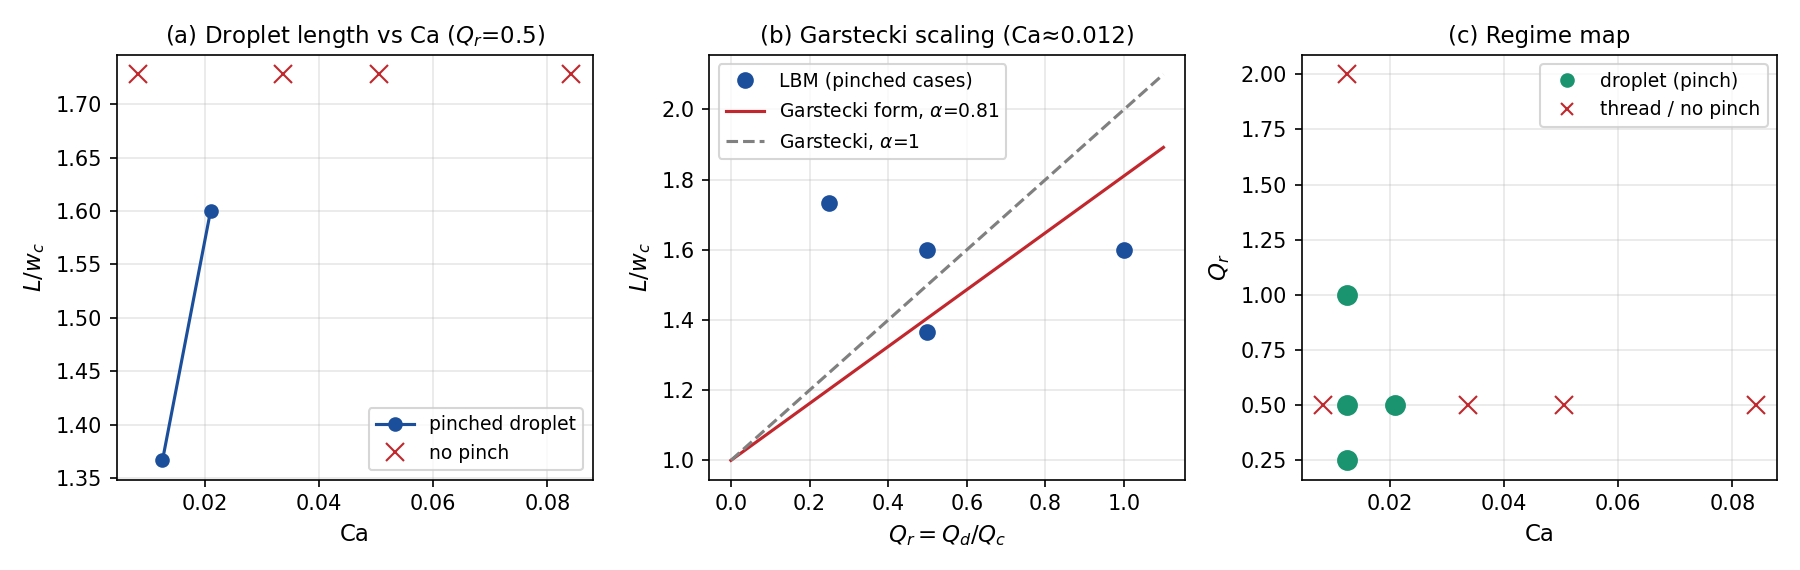 (a) Droplet length vs Ca (Qᵣ=0.5)
1.70
1.65
1.60
1.55
1.50
1.45
1.40
1.35
L/w_c
pinched droplet
no pinch
0.02 0.04 0.06 0.08
Ca
(b) Garstecki scaling (Ca≈0.012)
LBM (pinched cases)
Garstecki form, α=0.81
Garstecki, α=1
2.0
1.8
1.6
1.4
1.2
1.0
L/w_c
0.0 0.2 0.4 0.6 0.8 1.0
Qᵣ = Q_d/Q_c
(c) Regime map
droplet (pinch)
thread / no pinch
2.00
1.75
1.50
1.25
1.00
0.75
0.50
0.25
Qᵣ
0.02 0.04 0.06 0.08
Ca